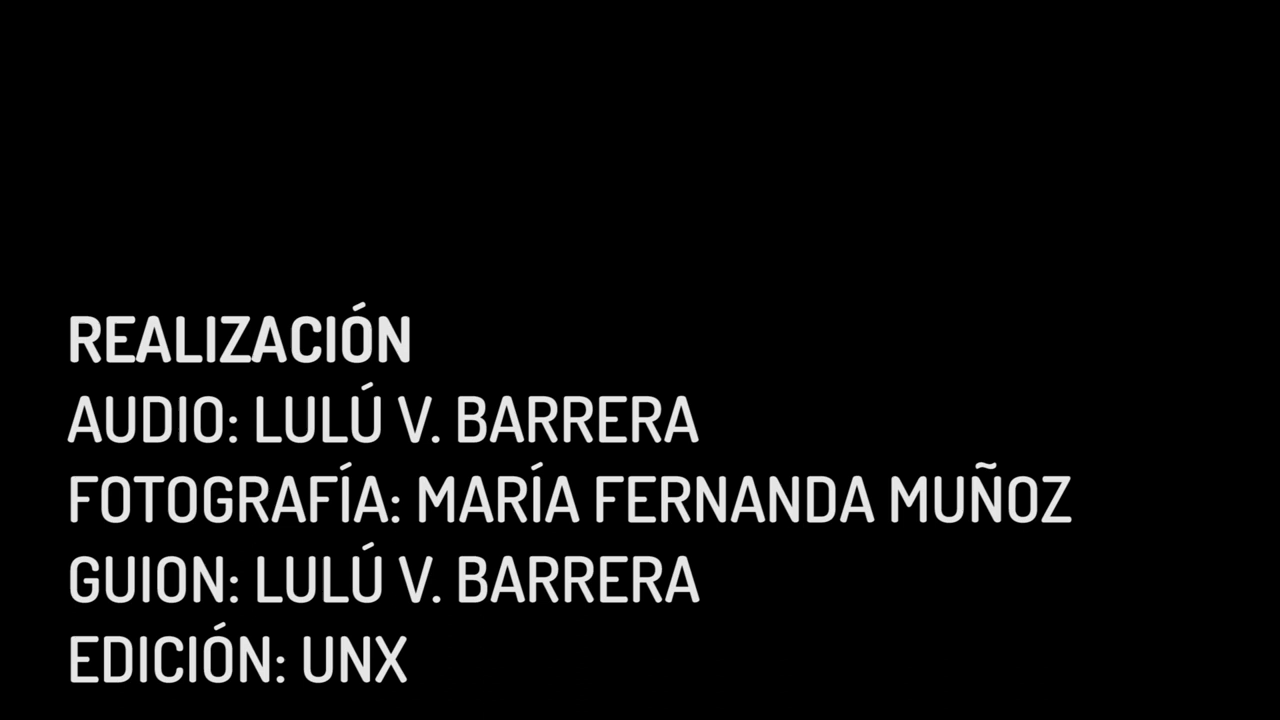 REALIZACIÓN
AUDIO: LULÚ V. BARRERA
FOTOGRAFÍA: MARÍA FERNANDA MUÑOZ
GUION: LULÚ V. BARRERA
EDICIÓN: UNX